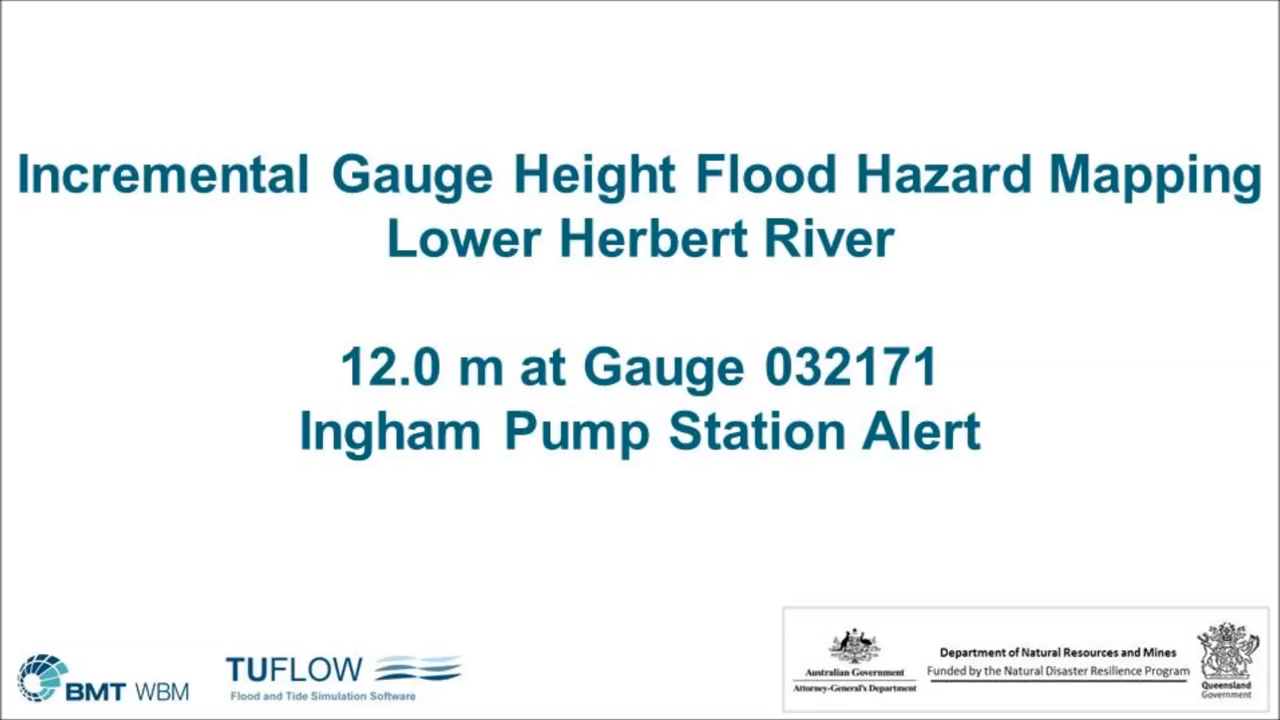 Incremental Gauge Height Flood Hazard Mapping
Lower Herbert River
12.0 m at Gauge 032171
Ingham Pump Station Alert
BMT WBM
TUFLOW
Flood and Tide Simulation Software
Australian Government
Attorney-General's Department
Department of Natural Resources and Mines
Funded by the Natural Disaster Resilience Program
Queensland
Government